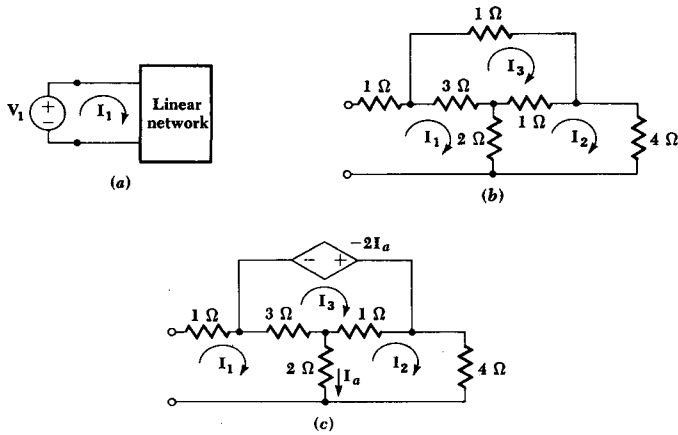 V₁
+
−
I₁
Linear
network
(a)
1 Ω
I₃
1 Ω
3 Ω
1 Ω
I₁
2 Ω
I₂
4 Ω
(b)
−2Iₐ
− +
I₃
1 Ω
3 Ω
1 Ω
I₁
2 Ω
Iₐ
I₂
4 Ω
(c)